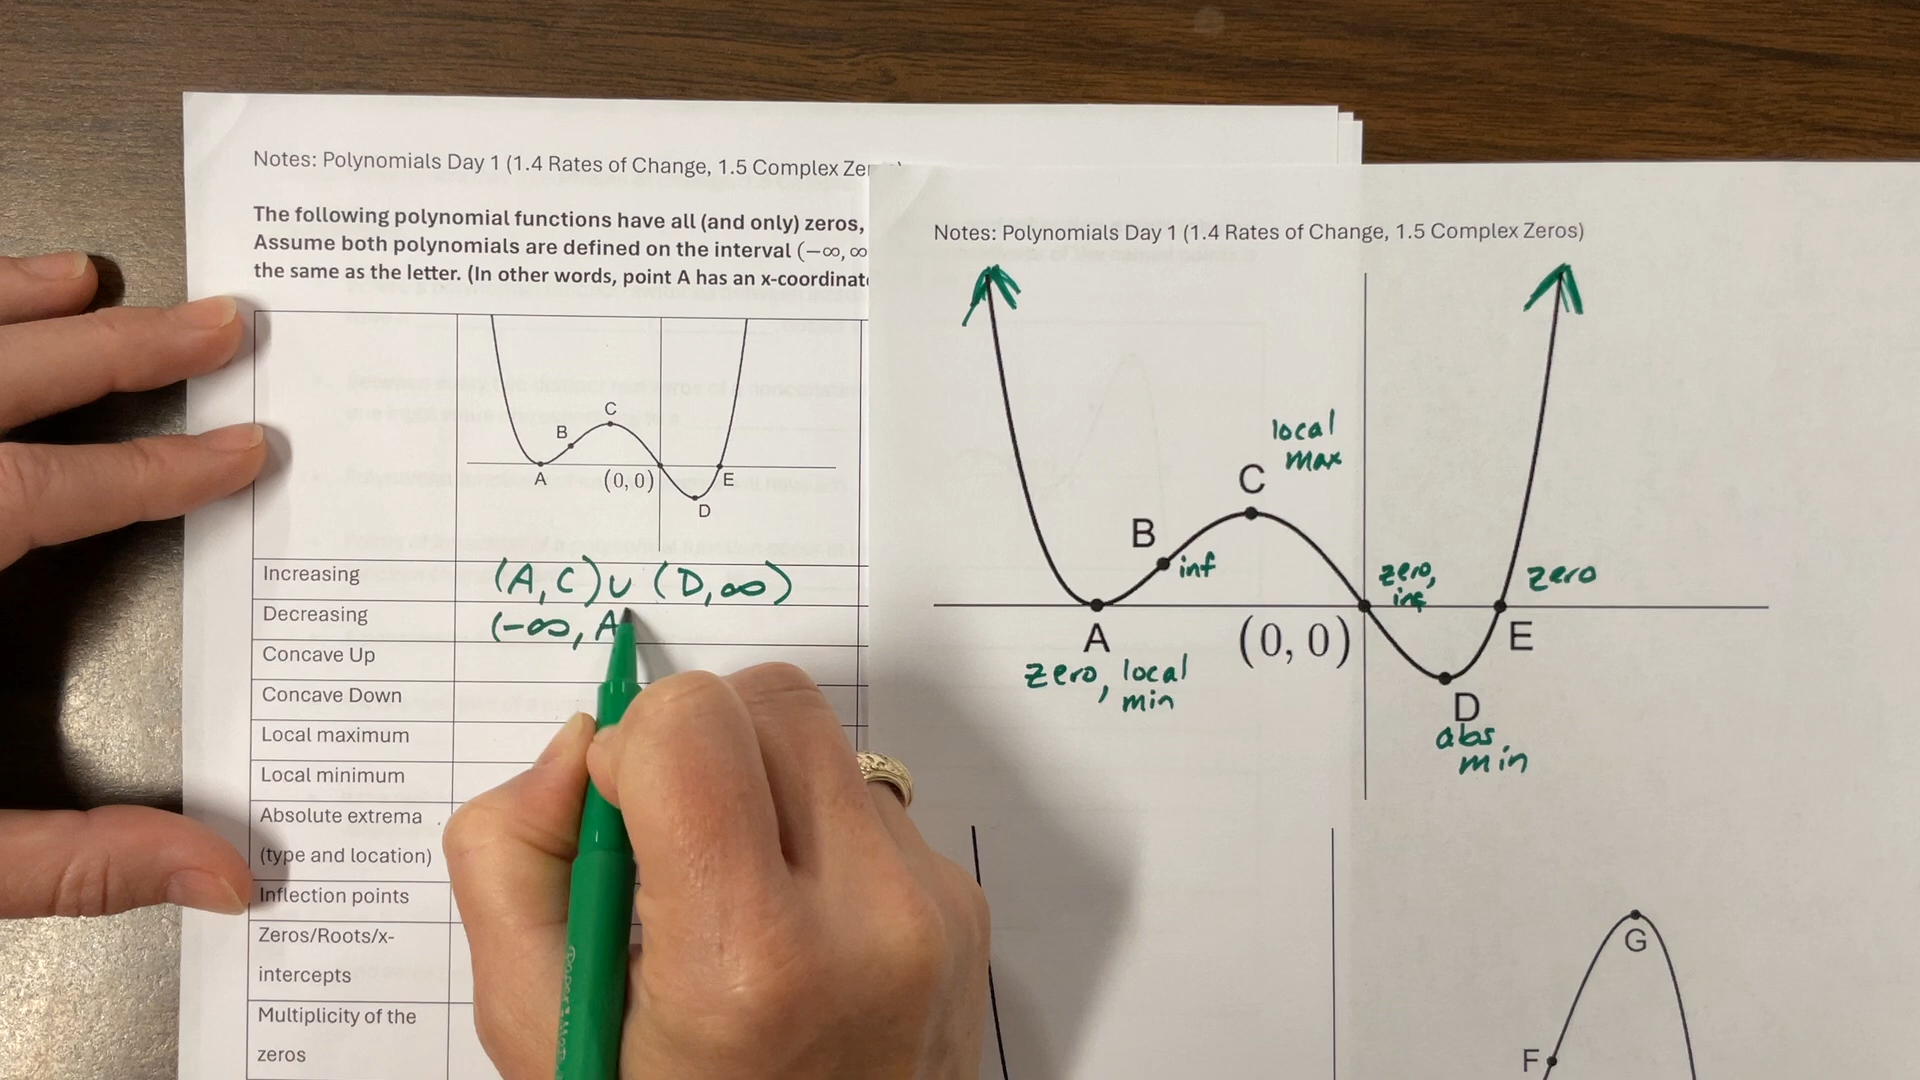 Notes: Polynomials Day 1 (1.4 Rates of Change, 1.5 Complex
The following polynomial functions have all (and only) zeros,
Assume both polynomials are defined on the interval (−∞, ∞
the same as the letter. (In other words, point A has an
C
B
A
(0, 0)
E
D
Increasing
(A,C)∪(D,∞)
Decreasing
(-∞, A
Concave Up
Concave Down
Local maximum
Local minimum
Absolute extrema
(type and location)
Inflection points
Zeros/Roots/x-
intercepts
Multiplicity of the
zeros
Notes: Polynomials Day 1 (1.4 Rates of Change, 1.5 Complex Zeros)
local
max
C
B
inf
zero,
inf
zero
A
(0, 0)
E
zero, local
min
D
abs
min
G
F